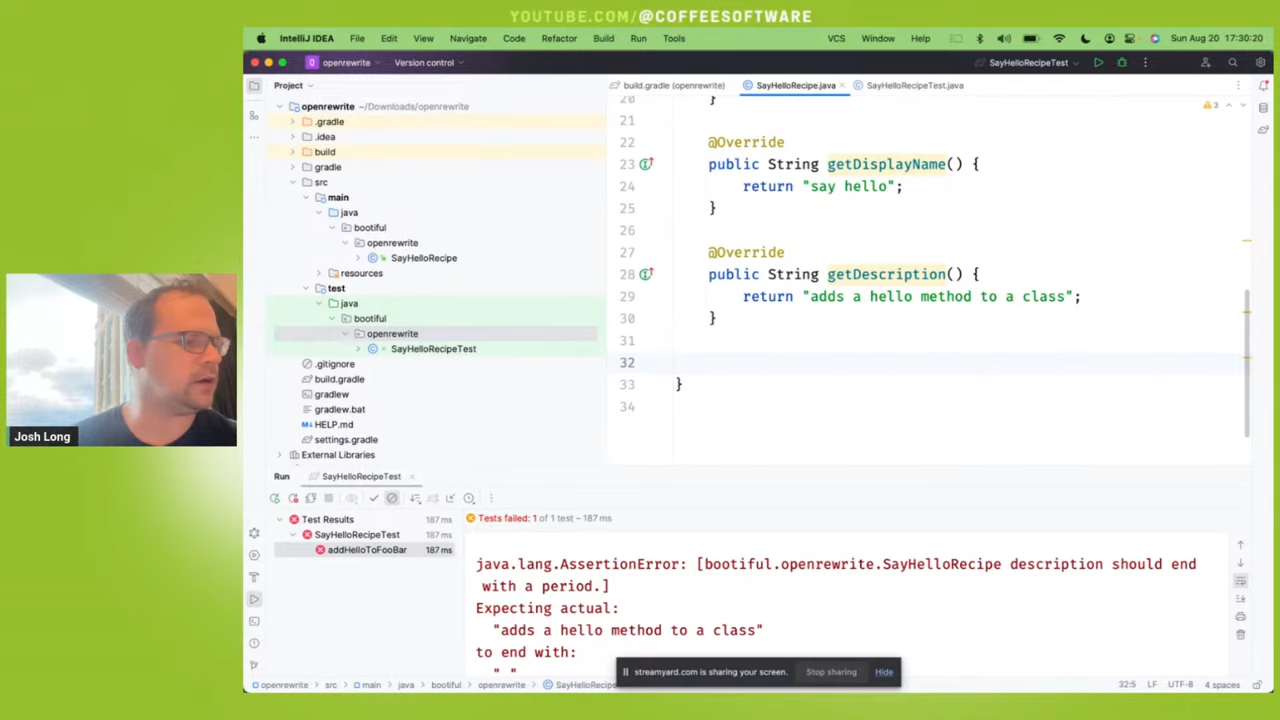 YOUTUBE.COM/@COFFEESOFTWARE
IntelliJ IDEA File Edit View Navigate Code Refactor Build Run Tools VCS Window Help Sun Aug 20 17:30:20
openrewrite Version control SayHelloRecipeTest
Project
build.gradle (openrewrite) SayHelloRecipe.java SayHelloRecipeTest.java
openrewrite ~/Downloads/openrewrite
.gradle
.idea
build
gradle
src
main
java
bootiful
openrewrite
SayHelloRecipe
resources
test
java
bootiful
openrewrite
SayHelloRecipeTest
.gitignore
build.gradle
gradlew
gradlew.bat
HELP.md
settings.gradle
External Libraries
3
20 }
21
22 @Override
23 public String getDisplayName() {
24 return "say hello";
25 }
26
27 @Override
28 public String getDescription() {
29 return "adds a hello method to a class";
30 }
31
32
33 }
34
Josh Long
Run SayHelloRecipeTest
Test Results 187 ms
SayHelloRecipeTest 187 ms
addHelloToFooBar 187 ms
Tests failed: 1 of 1 test – 187 ms
java.lang.AssertionError: [bootiful.openrewrite.SayHelloRecipe description should end
with a period.]
Expecting actual:
"adds a hello method to a class"
to end with:
"."
streamyard.com is sharing your screen. Stop sharing Hide
openrewrite src main java bootiful openrewrite SayHelloRecipe
32:5 LF UTF-8 4 spaces